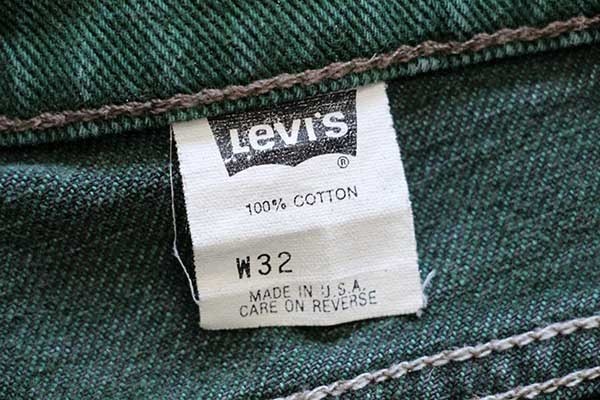 Levi's
®
100% COTTON
W32
MADE IN U.S.A.
CARE ON REVERSE